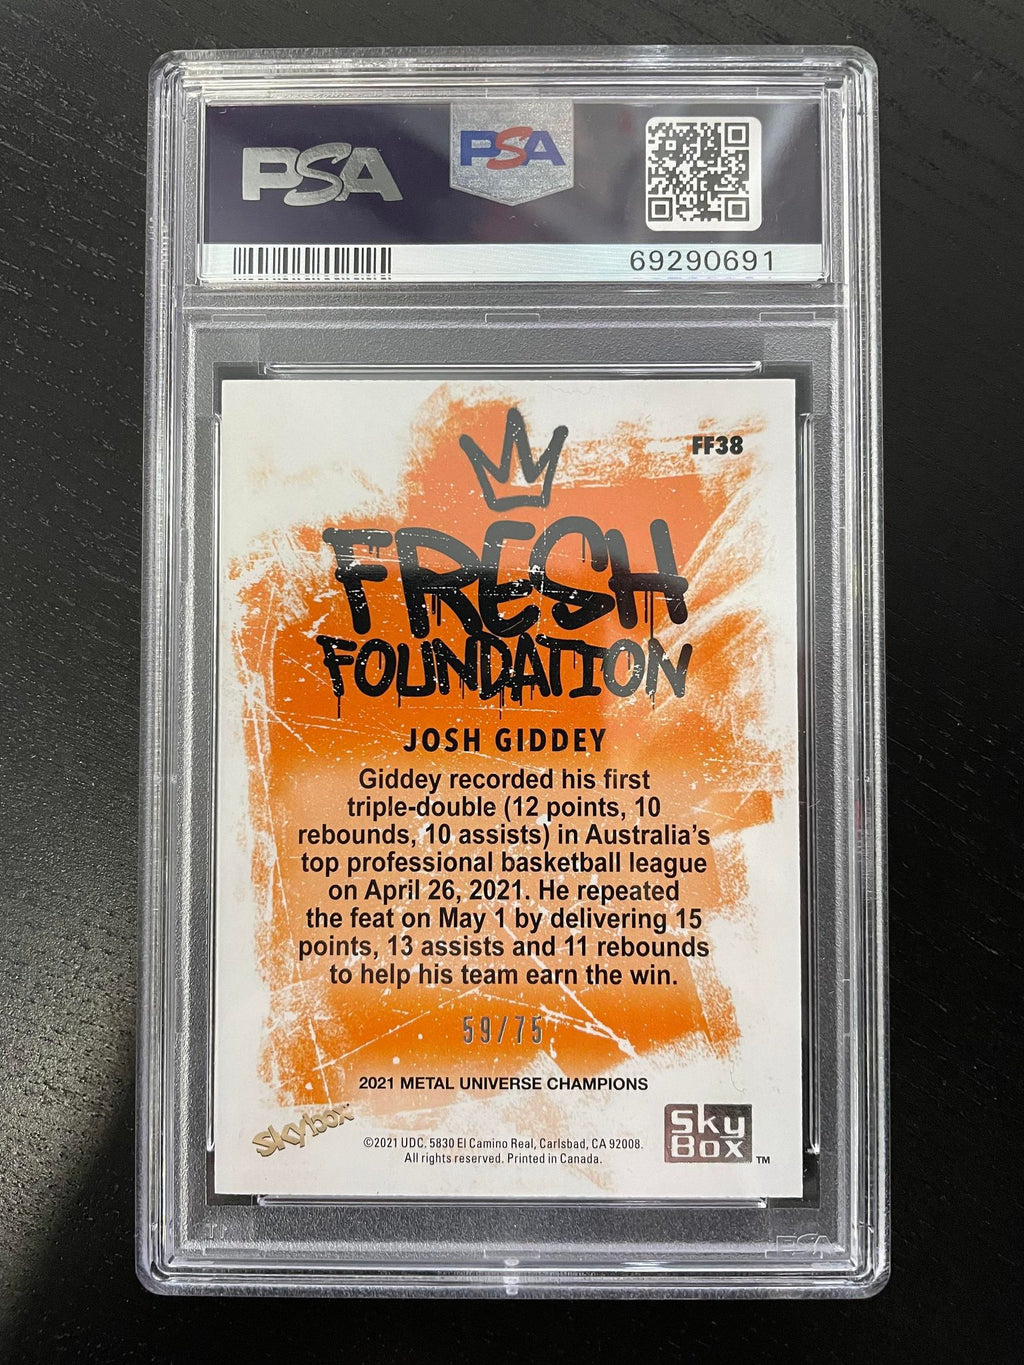 PSA
PSA
69290691
FF38
FRESH
FOUNDATION
JOSH GIDDEY
Giddey recorded his first
triple-double (12 points, 10
rebounds, 10 assists) in Australia's
top professional basketball league
on April 26, 2021. He repeated
the feat on May 1 by delivering 15
points, 13 assists and 11 rebounds
to help his team earn the win.
59/75
2021 METAL UNIVERSE CHAMPIONS
Skybox
©2021 UDC. 5830 El Camino Real, Carlsbad, CA 92008.
All rights reserved. Printed in Canada.
Sky
BOX TM
PSA